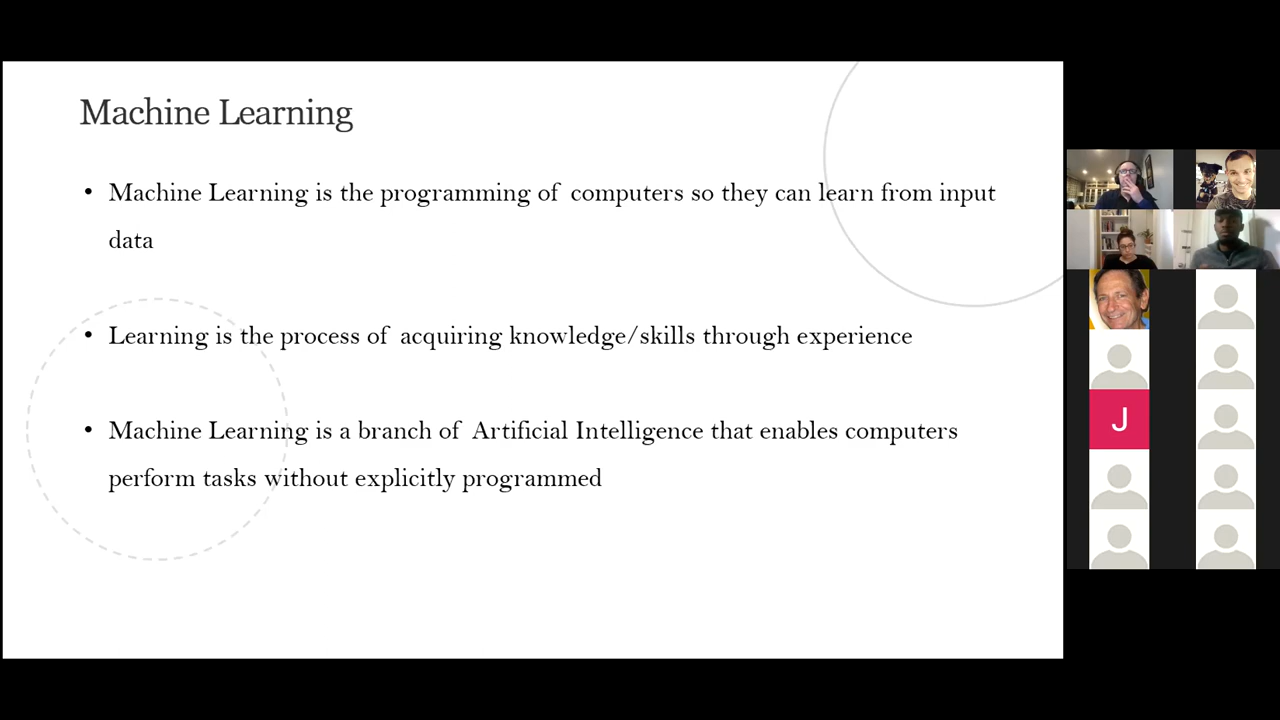 Machine Learning
• Machine Learning is the programming of computers so they can learn from input
data
• Learning is the process of acquiring knowledge/skills through experience
• Machine Learning is a branch of Artificial Intelligence that enables computers
perform tasks without explicitly programmed
J